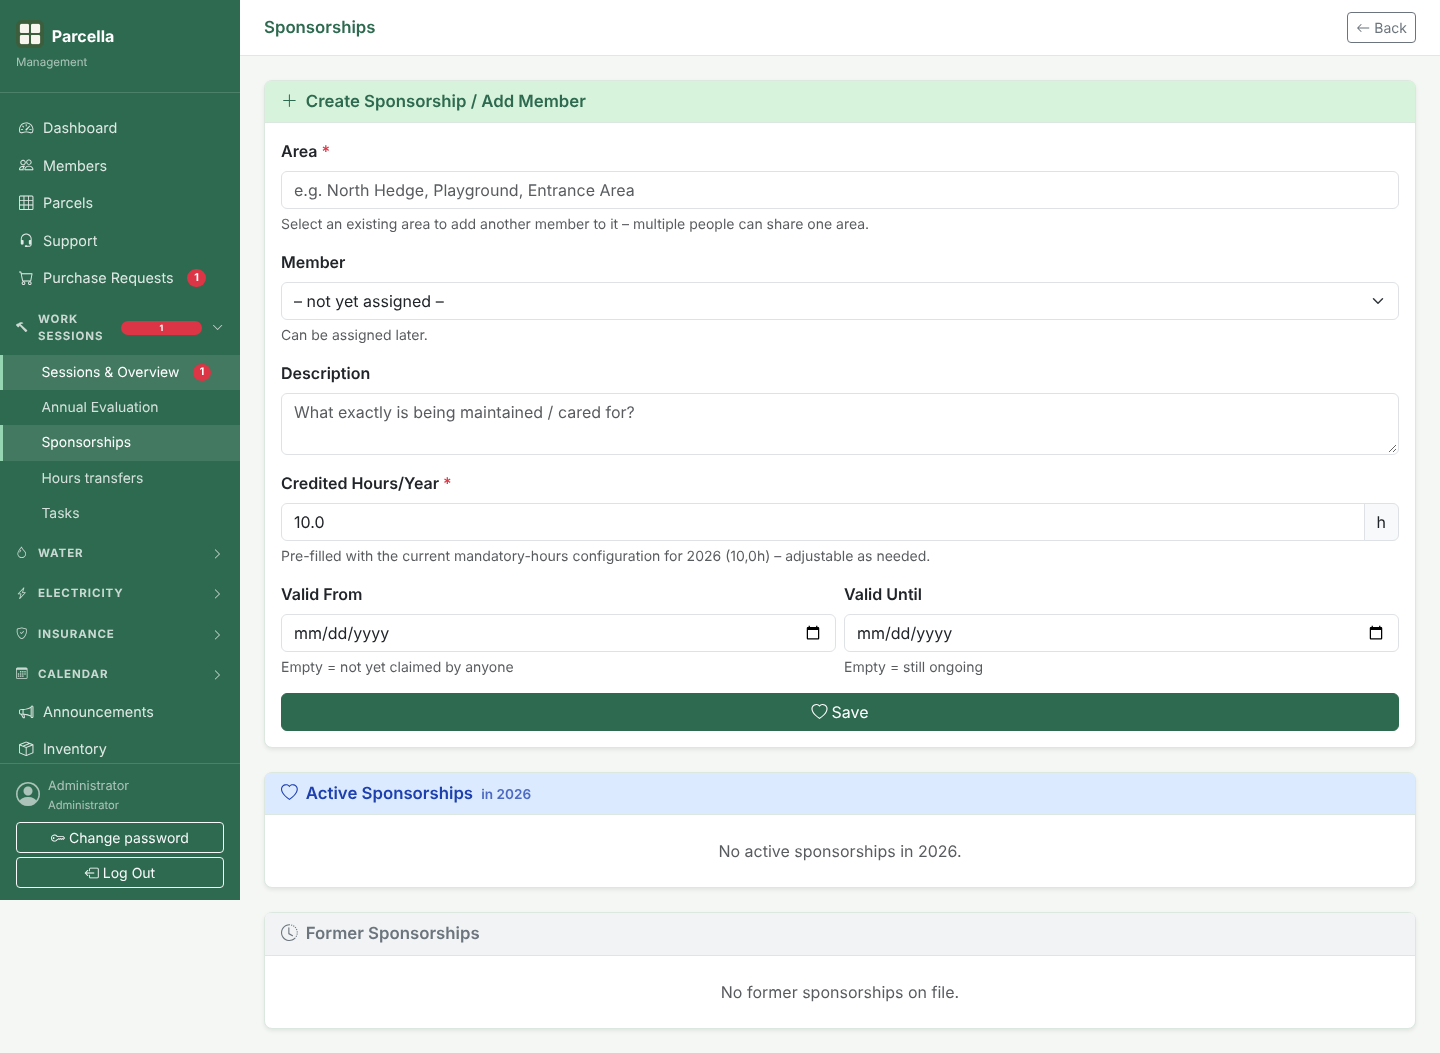 Parcella
Management
Dashboard
Members
Parcels
Support
Purchase Requests 1
WORK SESSIONS 1
Sessions & Overview 1
Annual Evaluation
Sponsorships
Hours transfers
Tasks
WATER
ELECTRICITY
INSURANCE
CALENDAR
Announcements
Inventory
Administrator
Administrator
Change password
Log Out
Sponsorships
← Back
Create Sponsorship / Add Member
Area *
e.g. North Hedge, Playground, Entrance Area
Select an existing area to add another member to it – multiple people can share one area.
Member
– not yet assigned –
Can be assigned later.
Description
What exactly is being maintained / cared for?
Credited Hours/Year *
10.0 h
Pre-filled with the current mandatory-hours configuration for 2026 (10,0h) – adjustable as needed.
Valid From
mm/dd/yyyy
Empty = not yet claimed by anyone
Valid Until
mm/dd/yyyy
Empty = still ongoing
Save
Active Sponsorships in 2026
No active sponsorships in 2026.
Former Sponsorships
No former sponsorships on file.